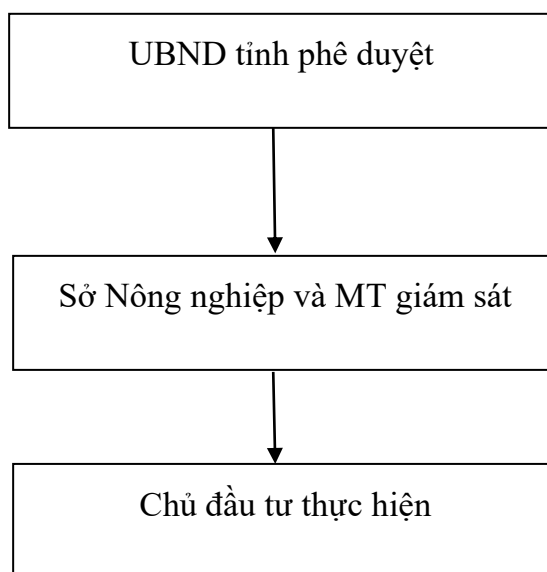 UBND tỉnh phê duyệt
Sở Nông nghiệp và MT giám sát
Chủ đầu tư thực hiện